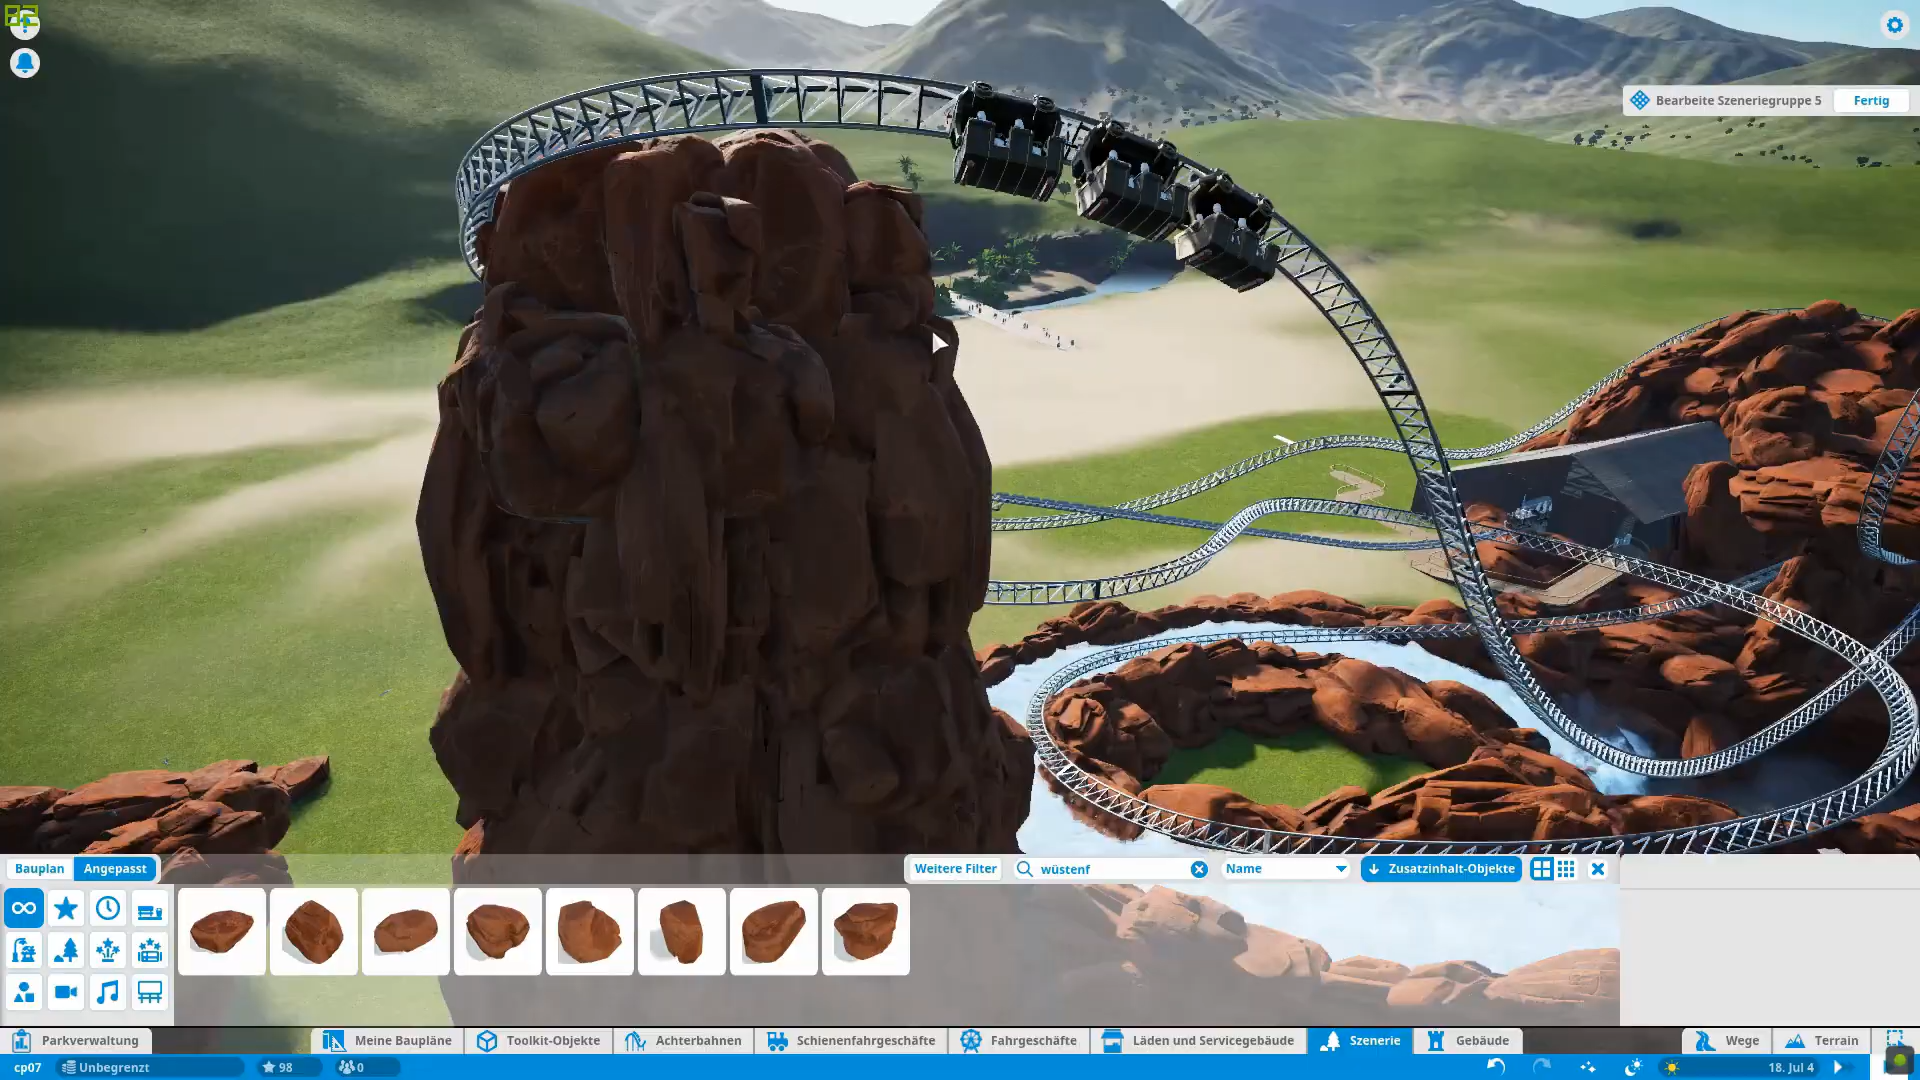 82
Bearbeite Szeneriegruppe 5
Fertig
Bauplan
Angepasst
Weitere Filter
wüstenf
Name
Zusatzinhalt-Objekte
Parkverwaltung
Meine Baupläne
Toolkit-Objekte
Achterbahnen
Schienenfahrgeschäfte
Fahrgeschäfte
Läden und Servicegebäude
Szenerie
Gebäude
Wege
Terrain
cp07
Unbegrenzt
98
0
18. Jul 4